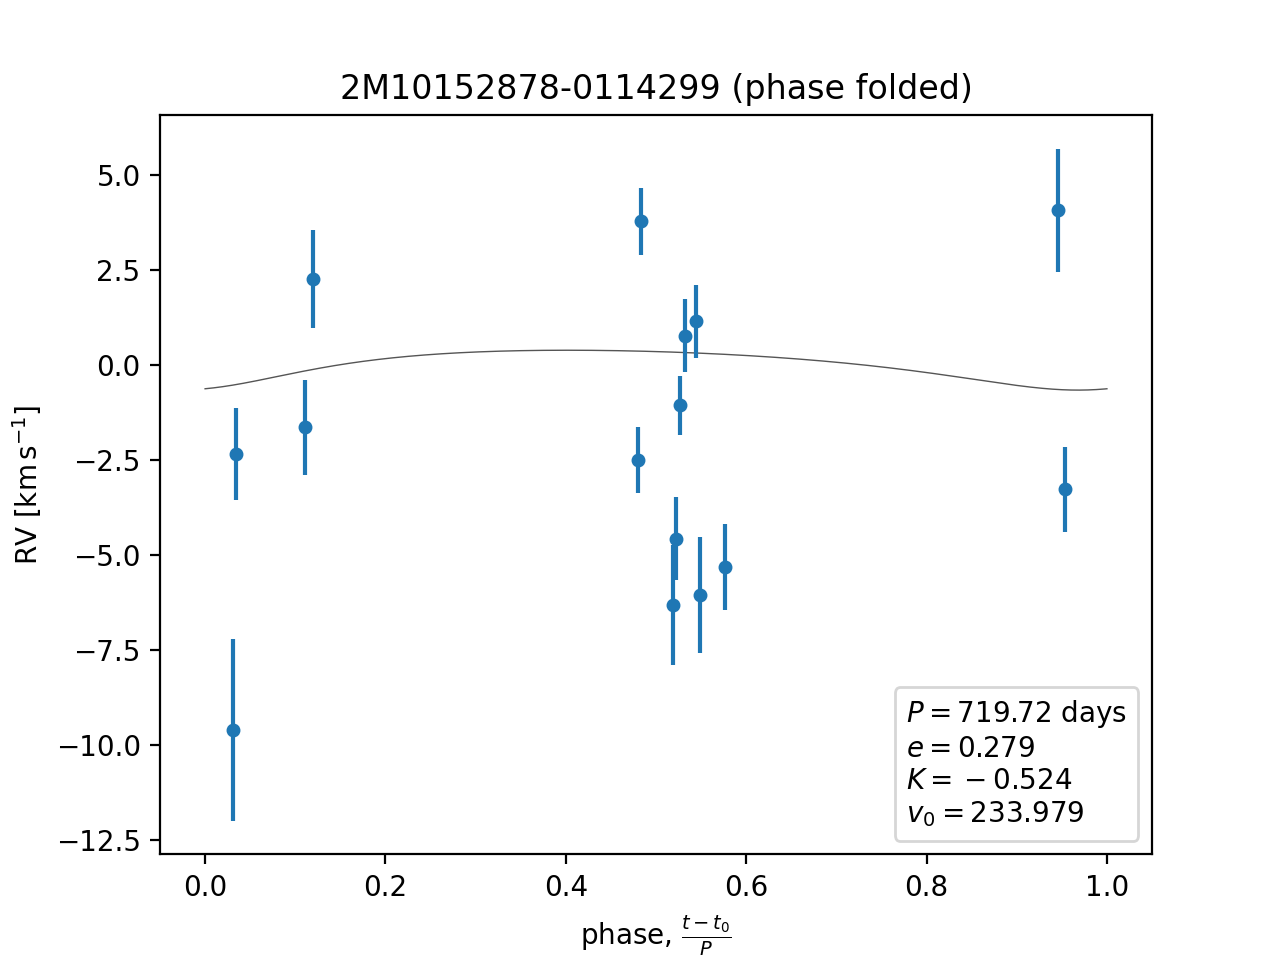 2M10152878-0114299 (phase folded)
RV [km s⁻¹]
5.0
2.5
0.0
−2.5
−5.0
−7.5
−10.0
−12.5
P = 719.72 days
e = 0.279
K = − 0.524
v₀ = 233.979
0.0 0.2 0.4 0.6 0.8 1.0
phase, (t − t₀)/P